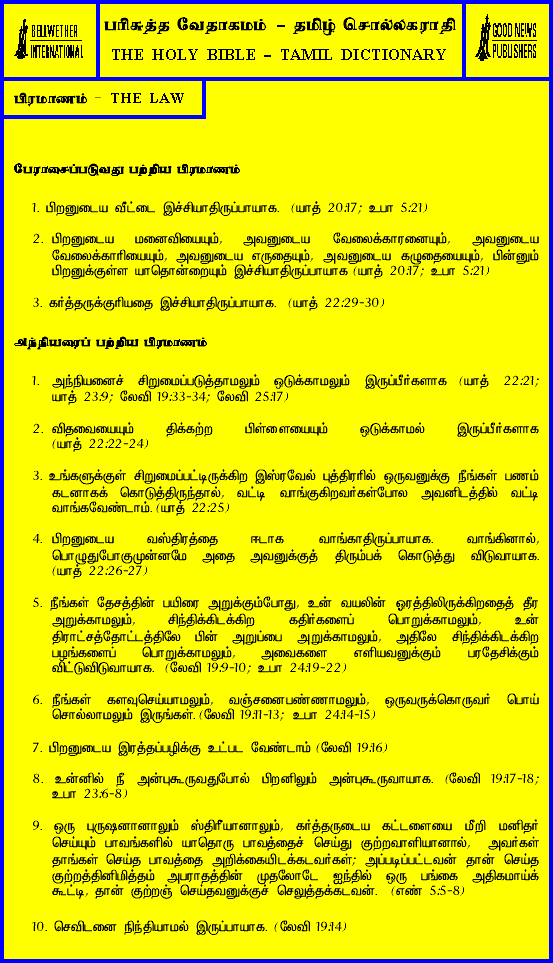 BELLWETHER
INTERNATIONAL
பரிசுத்த வேதாகமம் - தமிழ் சொல்லகராதி
THE HOLY BIBLE - TAMIL DICTIONARY
GOOD NEWS
PUBLISHERS
பிரமாணம் - THE LAW
பேராசைப்படுவது பற்றிய பிரமாணம்
1. பிறனுடைய வீட்டை இச்சியாதிருப்பாயாக. (யாத் 20:17; உபா 5:21)
2. பிறனுடைய மனைவியையும், அவனுடைய வேலைக்காரனையும், அவனுடைய
வேலைக்காரியையும், அவனுடைய எருதையும், அவனுடைய கழுதையையும், பின்னும்
பிறனுக்குள்ள யாதொன்றையும் இச்சியாதிருப்பாயாக (யாத் 20:17; உபா 5:21)
3. கர்த்தருக்குரியதை இச்சியாதிருப்பாயாக. (யாத் 22:29-30)
அந்நியரைப் பற்றிய பிரமாணம்
1. அந்நியனைச் சிறுமைப்படுத்தாமலும் ஒடுக்காமலும் இருப்பீர்களாக (யாத் 22:21;
யாத் 23:9; லேவி 19:33-34; லேவி 25:17)
2. விதவையையும் திக்கற்ற பிள்ளையையும் ஒடுக்காமல் இருப்பீர்களாக
(யாத் 22:22-24)
3. உங்களுக்குள் சிறுமைப்பட்டிருக்கிற இஸ்ரவேல் புத்திரரில் ஒருவனுக்கு நீங்கள் பணம்
கடனாகக் கொடுத்திருந்தால், வட்டி வாங்குகிறவர்கள்போல அவனிடத்தில் வட்டி
வாங்கவேண்டாம். (யாத் 22:25)
4. பிறனுடைய வஸ்திரத்தை ஈடாக வாங்காதிருப்பாயாக. வாங்கினால்,
பொழுதுபோகுமுன்னமே அதை அவனுக்குத் திரும்பக் கொடுத்து விடுவாயாக.
(யாத் 22:26-27)
5. நீங்கள் தேசத்தின் பயிரை அறுக்கும்போது, உன் வயலின் ஓரத்திலிருக்கிறதைத் தீர
அறுக்காமலும், சிந்திக்கிடக்கிற கதிர்களைப் பொறுக்காமலும், உன்
திராட்சத்தோட்டத்திலே பின் அறுப்பை அறுக்காமலும், அதிலே சிந்திக்கிடக்கிற
பழங்களைப் பொறுக்காமலும், அவைகளை எளியவனுக்கும் பரதேசிக்கும்
விட்டுவிடுவாயாக. (லேவி 19:9-10; உபா 24:19-22)
6. நீங்கள் களவுசெய்யாமலும், வஞ்சனைபண்ணாமலும், ஒருவருக்கொருவர் பொய்
சொல்லாமலும் இருங்கள். (லேவி 19:11-13; உபா 24:14-15)
7. பிறனுடைய இரத்தப்பழிக்கு உட்பட வேண்டாம் (லேவி 19:16)
8. உன்னில் நீ அன்புகூருவதுபோல் பிறனிலும் அன்புகூருவாயாக. (லேவி 19:17-18;
உபா 23:6-8)
9. ஒரு புருஷனானாலும் ஸ்திரீயானாலும், கர்த்தருடைய கட்டளையை மீறி மனிதர்
செய்யும் பாவங்களில் யாதொரு பாவத்தைச் செய்து குற்றவாளியானால், அவர்கள்
தாங்கள் செய்த பாவத்தை அறிக்கையிடக்கடவர்கள்; அப்படிப்பட்டவன் தான் செய்த
குற்றத்தினிமித்தம் அபராதத்தின் முதலோடே ஐந்தில் ஒரு பங்கை அதிகமாய்க்
கூட்டி, தான் குற்றஞ் செய்தவனுக்குச் செலுத்தக்கடவன். (எண் 5:5-8)
10. செவிடனை நிந்தியாமல் இருப்பாயாக. (லேவி 19:14)